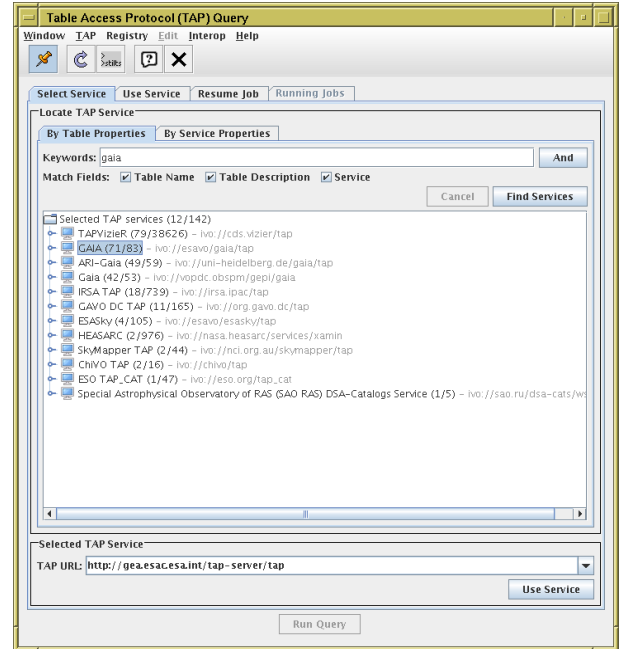 Table Access Protocol (TAP) Query
Window TAP Registry Edit Interop Help
stilts
Select Service Use Service Resume Job Running Jobs
Locate TAP Service
By Table Properties By Service Properties
Keywords: gaia And
Match Fields: Table Name Table Description Service
Cancel Find Services
Selected TAP services (12/142)
TAPVizieR (79/38626) - ivo://cds.vizier/tap
GAIA (71/83) - ivo://esavo/gaia/tap
ARI-Gaia (49/59) - ivo://uni-heidelberg.de/gaia/tap
Gaia (42/53) - ivo://vopdc.obspm/gepi/gaia
IRSA TAP (18/739) - ivo://irsa.ipac/tap
GAVO DC TAP (11/165) - ivo://org.gavo.dc/tap
ESASky (4/105) - ivo://esavo/esasky/tap
HEASARC (2/976) - ivo://nasa.heasarc/services/xamin
SkyMapper TAP (2/44) - ivo://nci.org.au/skymapper/tap
ChiVO TAP (2/16) - ivo://chivo/tap
ESO TAP_CAT (1/47) - ivo://eso.org/tap_cat
Special Astrophysical Observatory of RAS (SAO RAS) DSA-Catalogs Service (1/5) - ivo://sao.ru/dsa-cats/ws
Selected TAP Service
TAP URL: http://gea.esac.esa.int/tap-server/tap
Use Service
Run Query